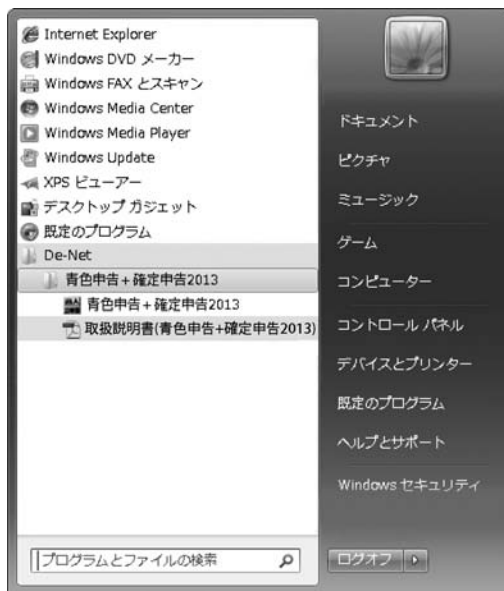 Internet Explorer
Windows DVD メーカー
Windows FAX とスキャン
Windows Media Center
Windows Media Player
Windows Update
XPS ビューアー
デスクトップ ガジェット
既定のプログラム
De-Net
青色申告+確定申告2013
青色申告+確定申告2013
取扱説明書(青色申告+確定申告2013)
プログラムとファイルの検索
ドキュメント
ピクチャ
ミュージック
ゲーム
コンピューター
コントロール パネル
デバイスとプリンター
既定のプログラム
ヘルプとサポート
Windows セキュリティ
ログオフ